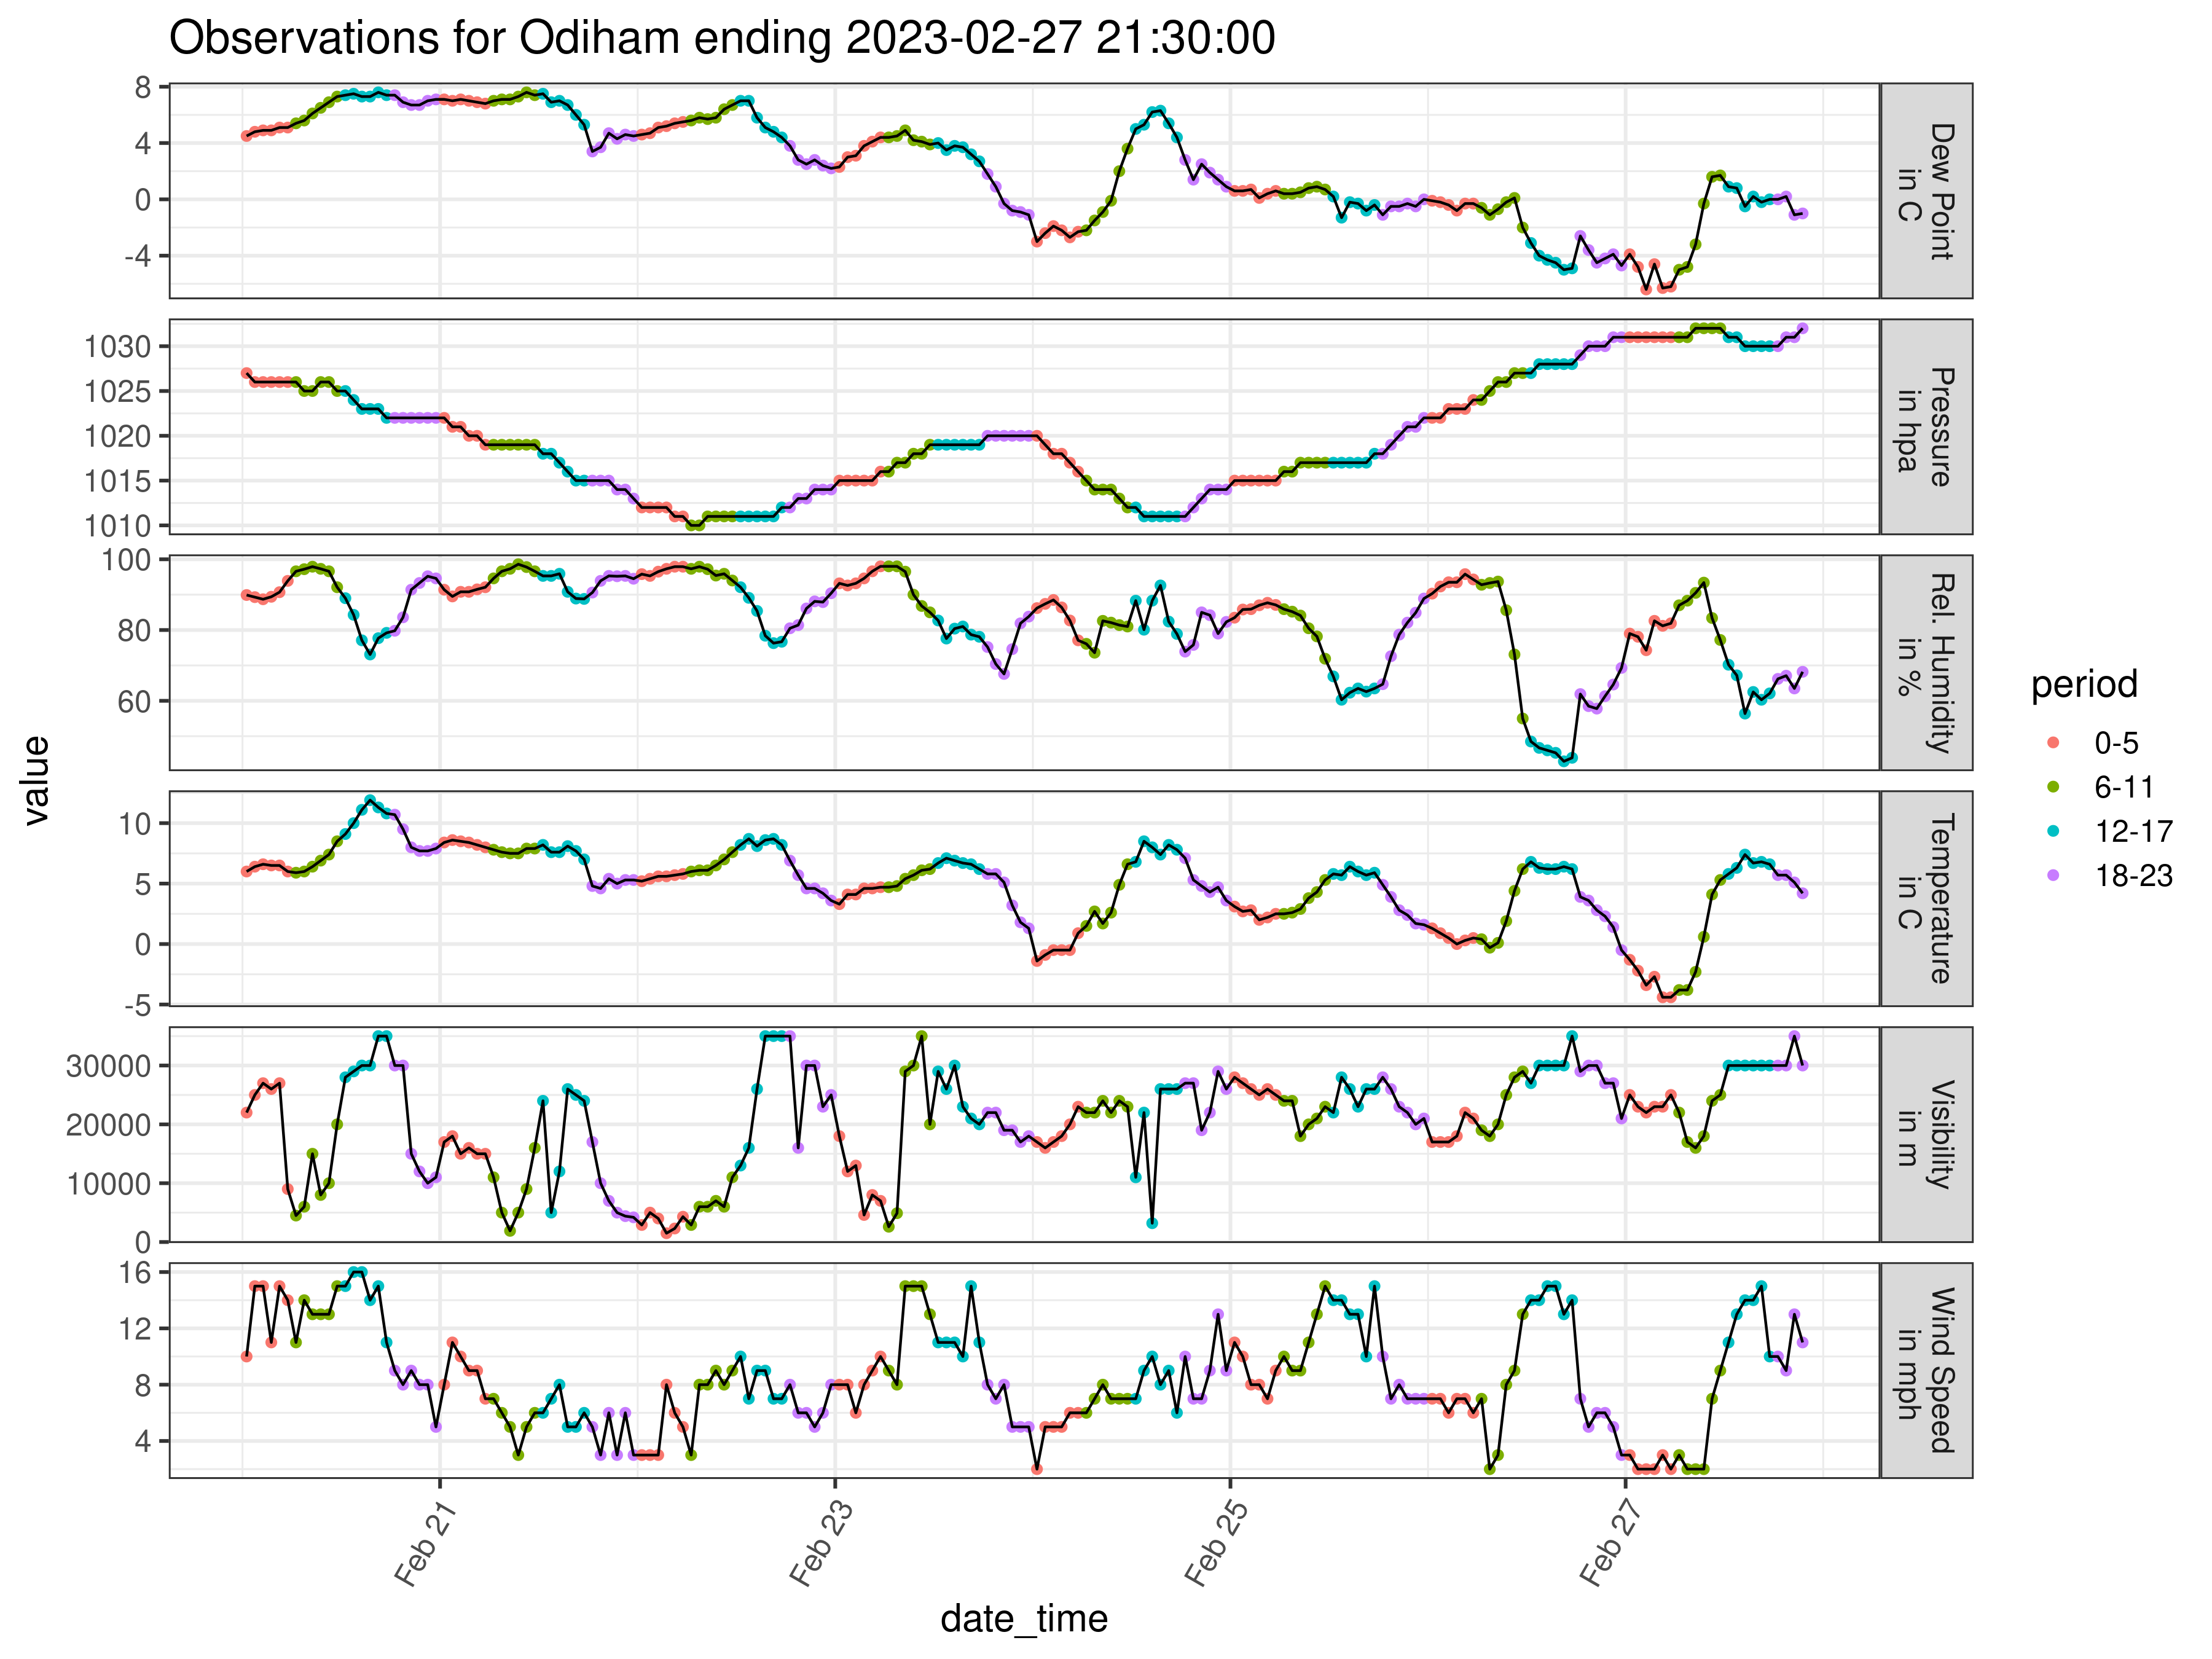 Observations for Odiham ending 2023-02-27 21:30:00
value
8
4
0
-4
Dew Point
in C
1030
1025
1020
1015
1010
Pressure
in hpa
100
80
60
Rel. Humidity
in %
10
5
0
-5
Temperature
in C
30000
20000
10000
0
Visibility
in m
16
12
8
4
Wind Speed
in mph
Feb 21
Feb 23
Feb 25
Feb 27
date_time
period
0-5
6-11
12-17
18-23